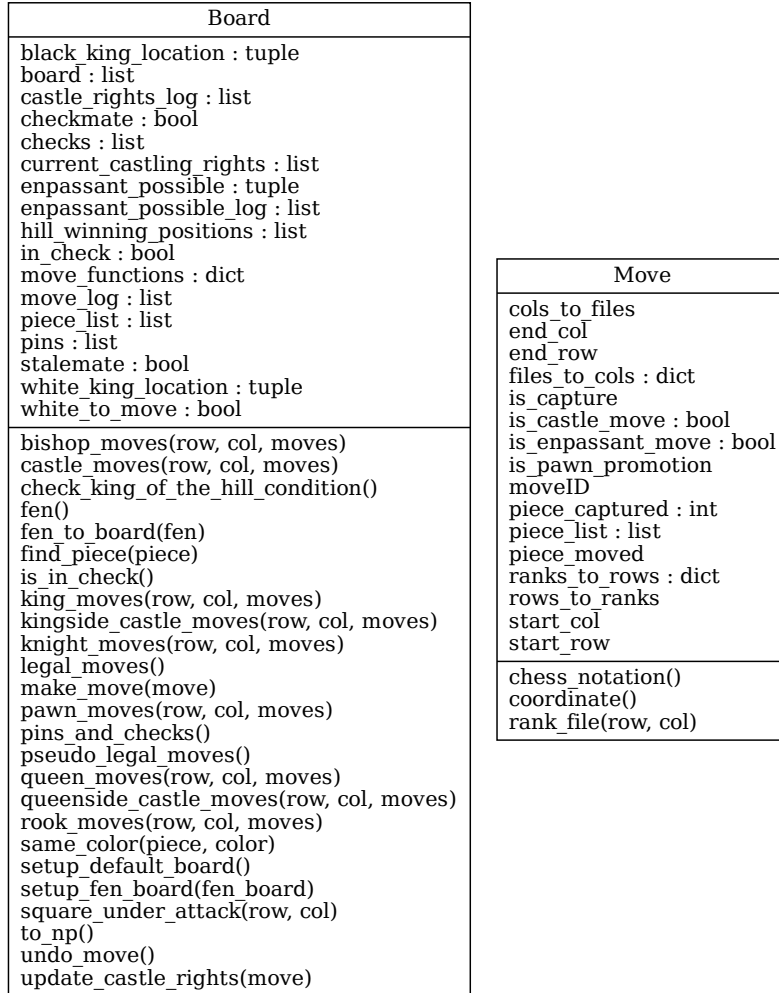 Board
black_king_location : tuple
board : list
castle_rights_log : list
checkmate : bool
checks : list
current_castling_rights : list
enpassant_possible : tuple
enpassant_possible_log : list
hill_winning_positions : list
in_check : bool
move_functions : dict
move_log : list
piece_list : list
pins : list
stalemate : bool
white_king_location : tuple
white_to_move : bool
bishop_moves(row, col, moves)
castle_moves(row, col, moves)
check_king_of_the_hill_condition()
fen()
fen_to_board(fen)
find_piece(piece)
is_in_check()
king_moves(row, col, moves)
kingside_castle_moves(row, col, moves)
knight_moves(row, col, moves)
legal_moves()
make_move(move)
pawn_moves(row, col, moves)
pins_and_checks()
pseudo_legal_moves()
queen_moves(row, col, moves)
queenside_castle_moves(row, col, moves)
rook_moves(row, col, moves)
same_color(piece, color)
setup_default_board()
setup_fen_board(fen_board)
square_under_attack(row, col)
to_np()
undo_move()
update_castle_rights(move)
Move
cols_to_files
end_col
end_row
files_to_cols : dict
is_capture
is_castle_move : bool
is_enpassant_move : bool
is_pawn_promotion
moveID
piece_captured : int
piece_list : list
piece_moved
ranks_to_rows : dict
rows_to_ranks
start_col
start_row
chess_notation()
coordinate()
rank_file(row, col)